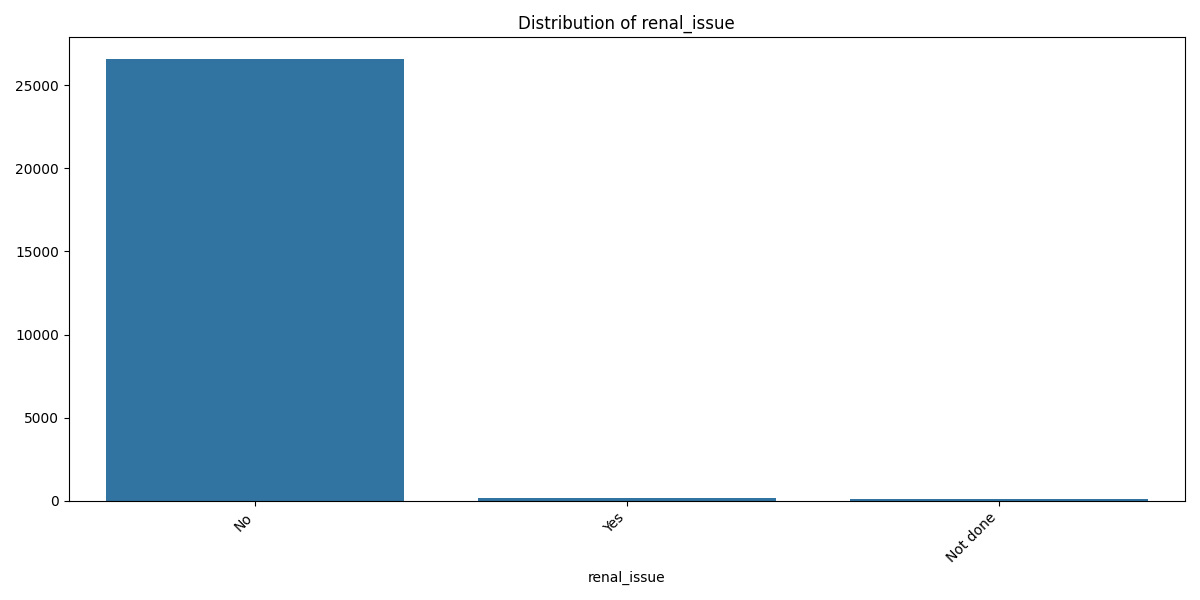 Distribution of renal_issue
25000
20000
15000
10000
5000
0
No
Yes
Not done
renal_issue